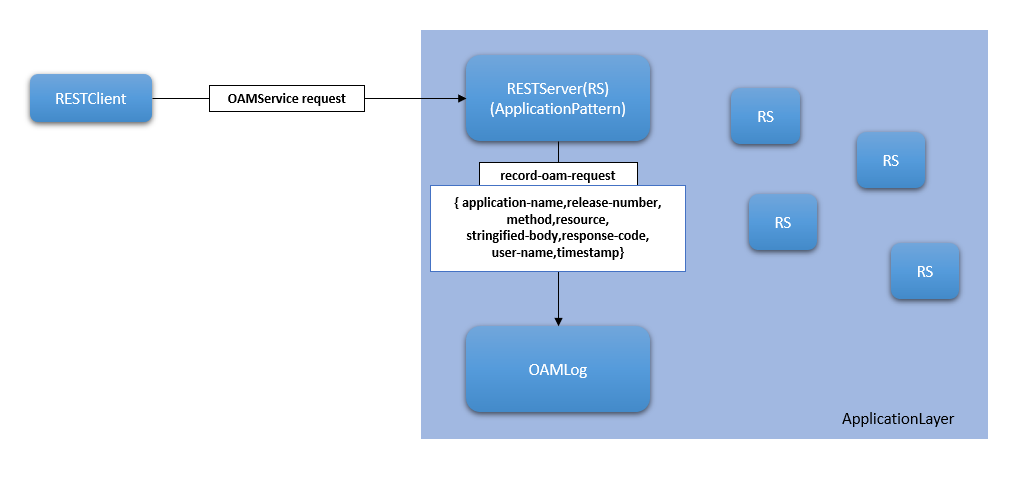 RESTClient
OAMService request
RESTServer(RS)
(ApplicationPattern)
record-oam-request
{ application-name,release-number,
method,resource,
stringified-body,response-code,
user-name,timestamp}
OAMLog
RS
RS
RS
RS
ApplicationLayer